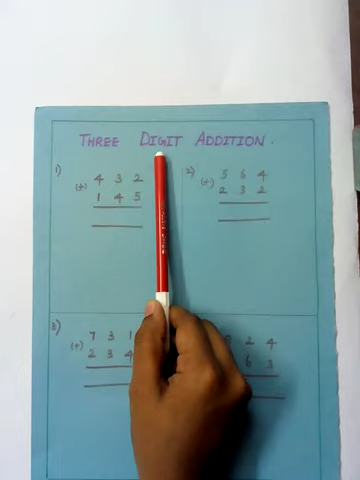 THREE DIGIT ADDITION.
1)
4 3 2
(+) 1 4 5
2)
5 6 4
(+) 2 3 2
3)
7 3 1
(+) 2 3 4
2 4
6 3